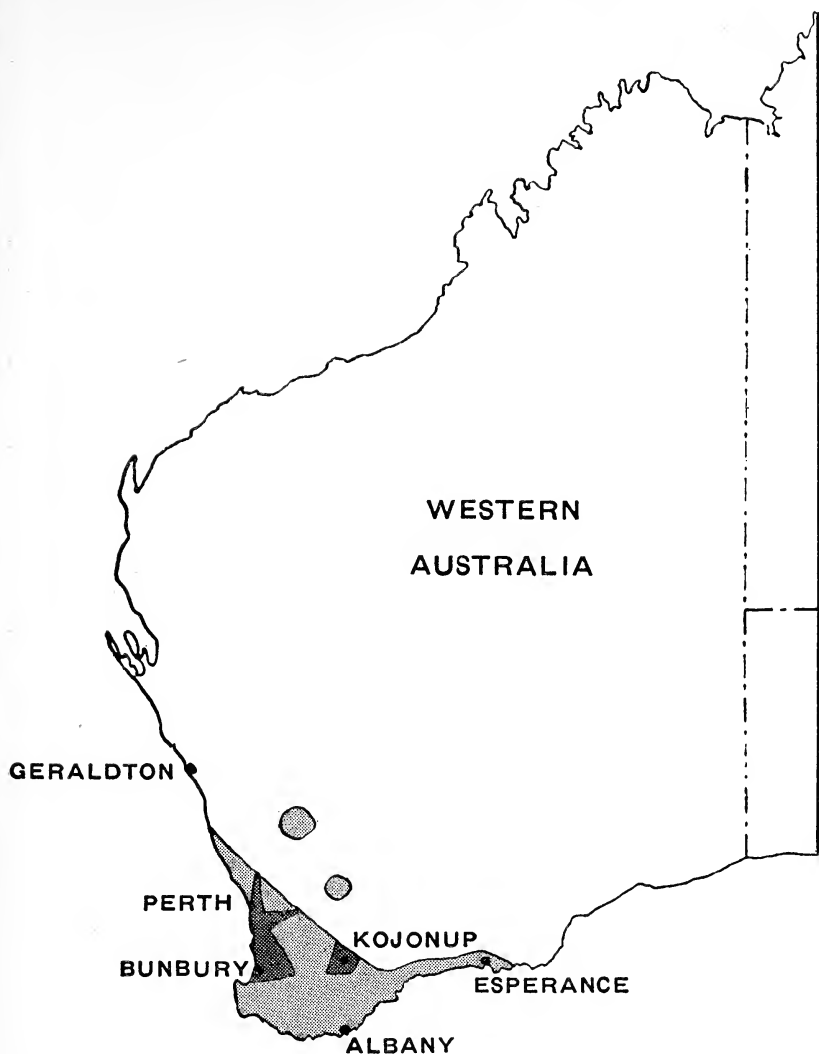 WESTERN
AUSTRALIA
GERALDTON
PERTH
KOJONUP
BUNBURY
ESPERANCE
ALBANY